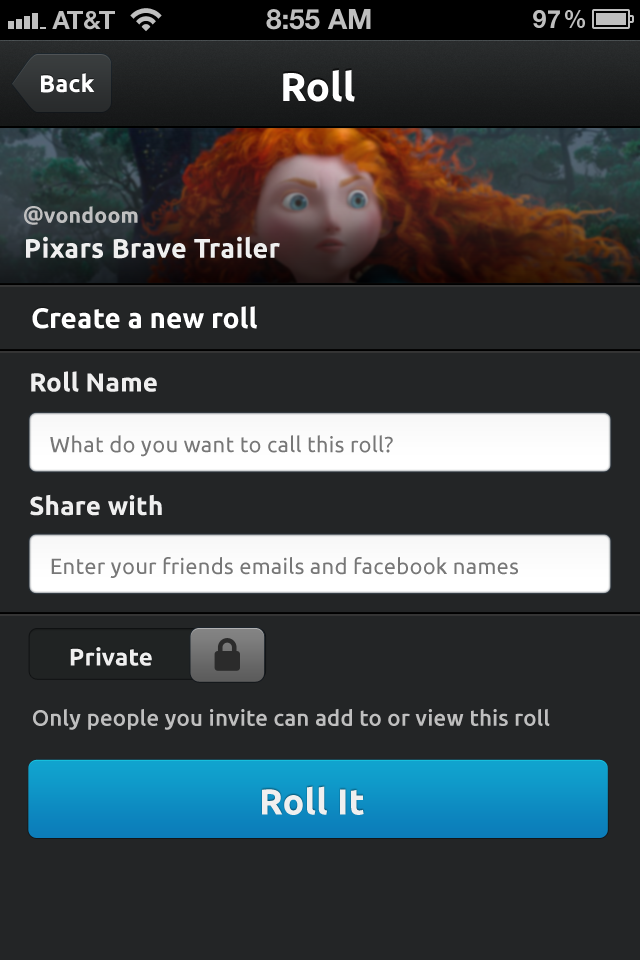 AT&T 8:55 AM 97%
Back Roll
@vondoom
Pixars Brave Trailer
Create a new roll
Roll Name
What do you want to call this roll?
Share with
Enter your friends emails and facebook names
Private
Only people you invite can add to or view this roll
Roll It